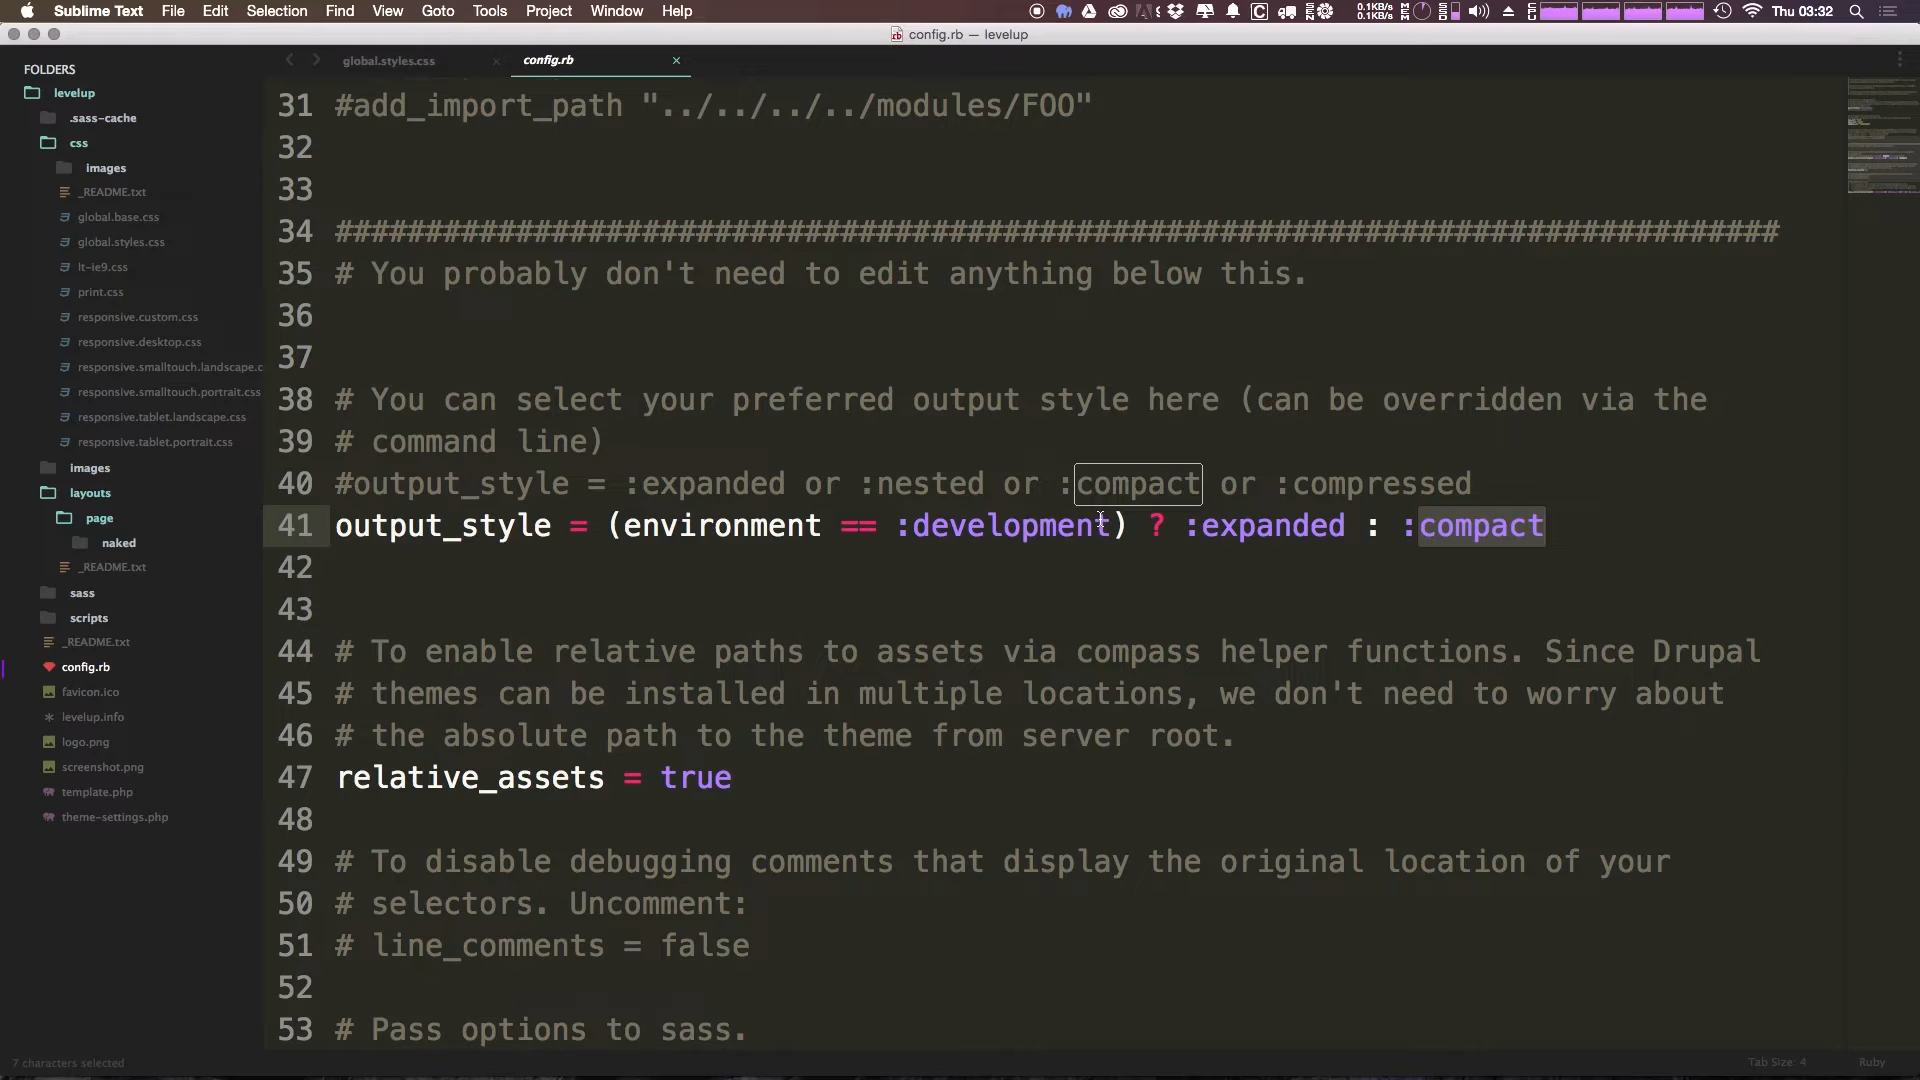 Sublime Text File Edit Selection Find View Goto Tools Project Window Help
0.1KB/s
0.1KB/s
Thu 03:32
config.rb — levelup
FOLDERS
levelup
.sass-cache
css
images
_README.txt
global.base.css
global.styles.css
lt-ie9.css
print.css
responsive.custom.css
responsive.desktop.css
responsive.smalltouch.landscape.c
responsive.smalltouch.portrait.css
responsive.tablet.landscape.css
responsive.tablet.portrait.css
images
layouts
page
naked
_README.txt
sass
scripts
_README.txt
config.rb
favicon.ico
levelup.info
logo.png
screenshot.png
template.php
theme-settings.php
global.styles.css × config.rb ×
31 #add_import_path "../../../../modules/FOO"
32
33
34 ################################################################################
35 # You probably don't need to edit anything below this.
36
37
38 # You can select your preferred output style here (can be overridden via the
39 # command line)
40 #output_style = :expanded or :nested or :compact or :compressed
41 output_style = (environment == :development) ? :expanded : :compact
42
43
44 # To enable relative paths to assets via compass helper functions. Since Drupal
45 # themes can be installed in multiple locations, we don't need to worry about
46 # the absolute path to the theme from server root.
47 relative_assets = true
48
49 # To disable debugging comments that display the original location of your
50 # selectors. Uncomment:
51 # line_comments = false
52
53 # Pass options to sass.
7 characters selected
Tab Size: 4 Ruby